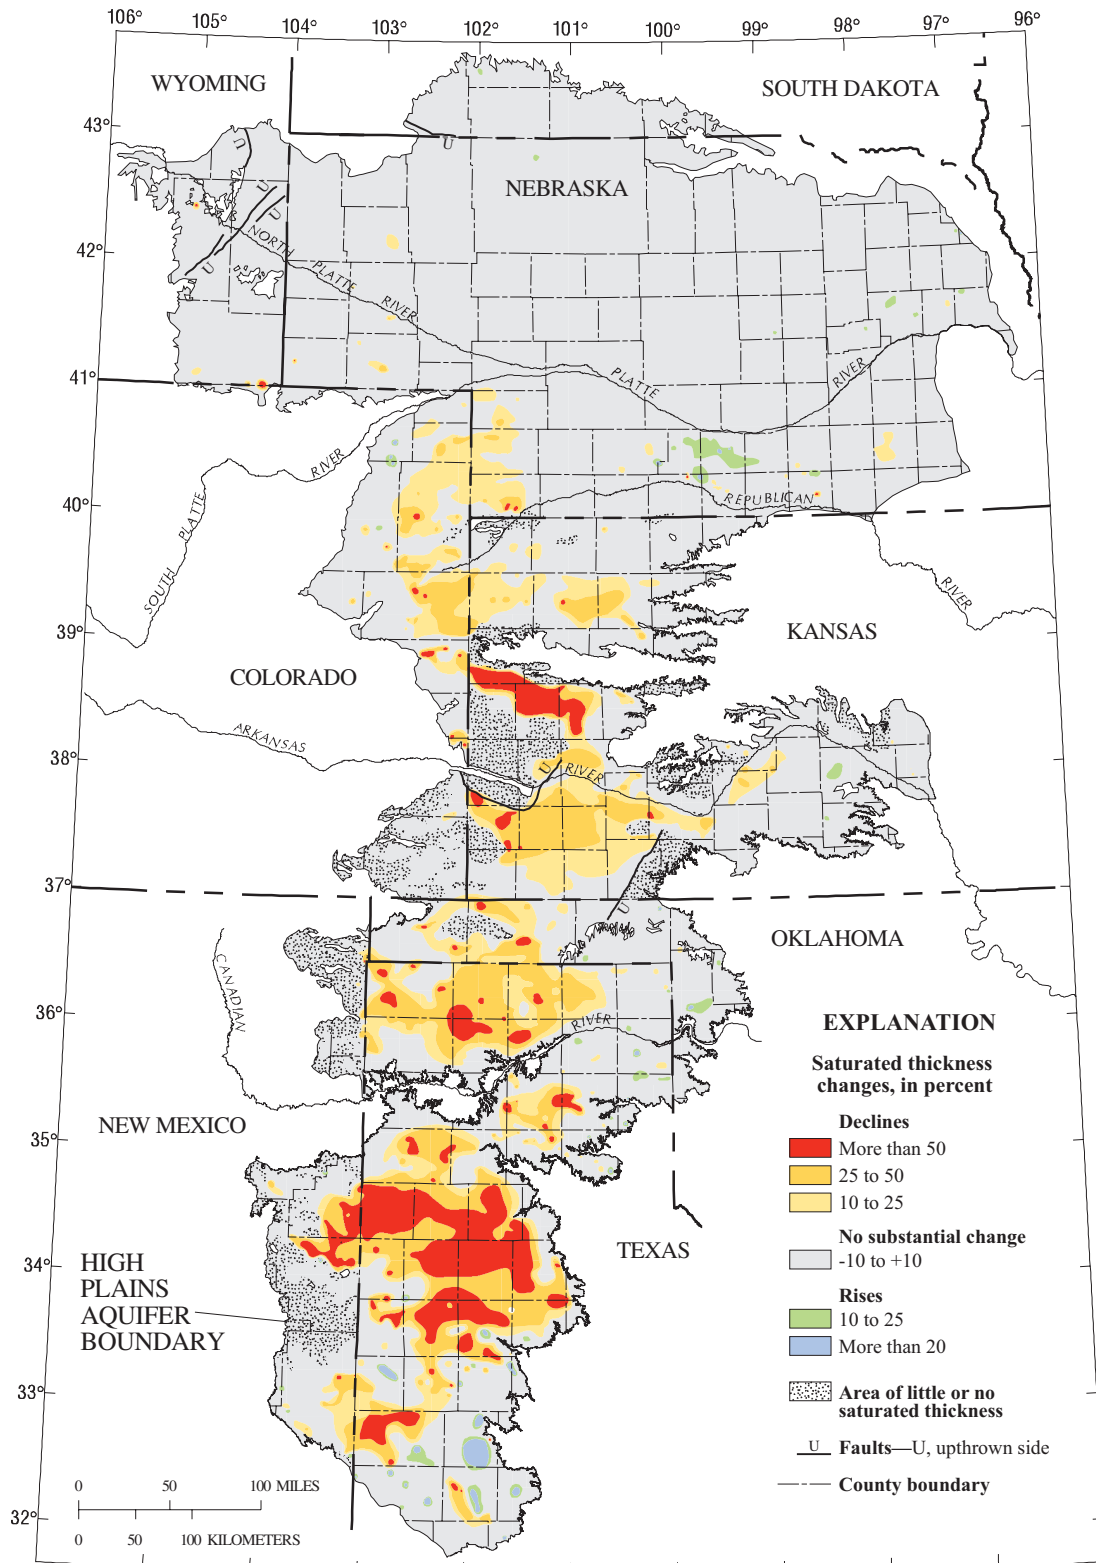 106° 105° 104° 103° 102° 101° 100° 99° 98° 97° 96°
WYOMING
SOUTH DAKOTA
43°
U
U
NEBRASKA
U
U
U
NORTH PLATTE RIVER
42°
41°
PLATTE RIVER
SOUTH PLATTE RIVER
REPUBLICAN RIVER
40°
39°
KANSAS
COLORADO
ARKANSAS RIVER
38°
U
37°
U
OKLAHOMA
CANADIAN RIVER
36°
EXPLANATION
Saturated thickness
changes, in percent
Declines
More than 50
25 to 50
10 to 25
No substantial change
-10 to +10
Rises
10 to 25
More than 20
Area of little or no
saturated thickness
U Faults—U, upthrown side
County boundary
NEW MEXICO
35°
TEXAS
34°
HIGH
PLAINS
AQUIFER
BOUNDARY
33°
0 50 100 MILES
0 50 100 KILOMETERS
32°